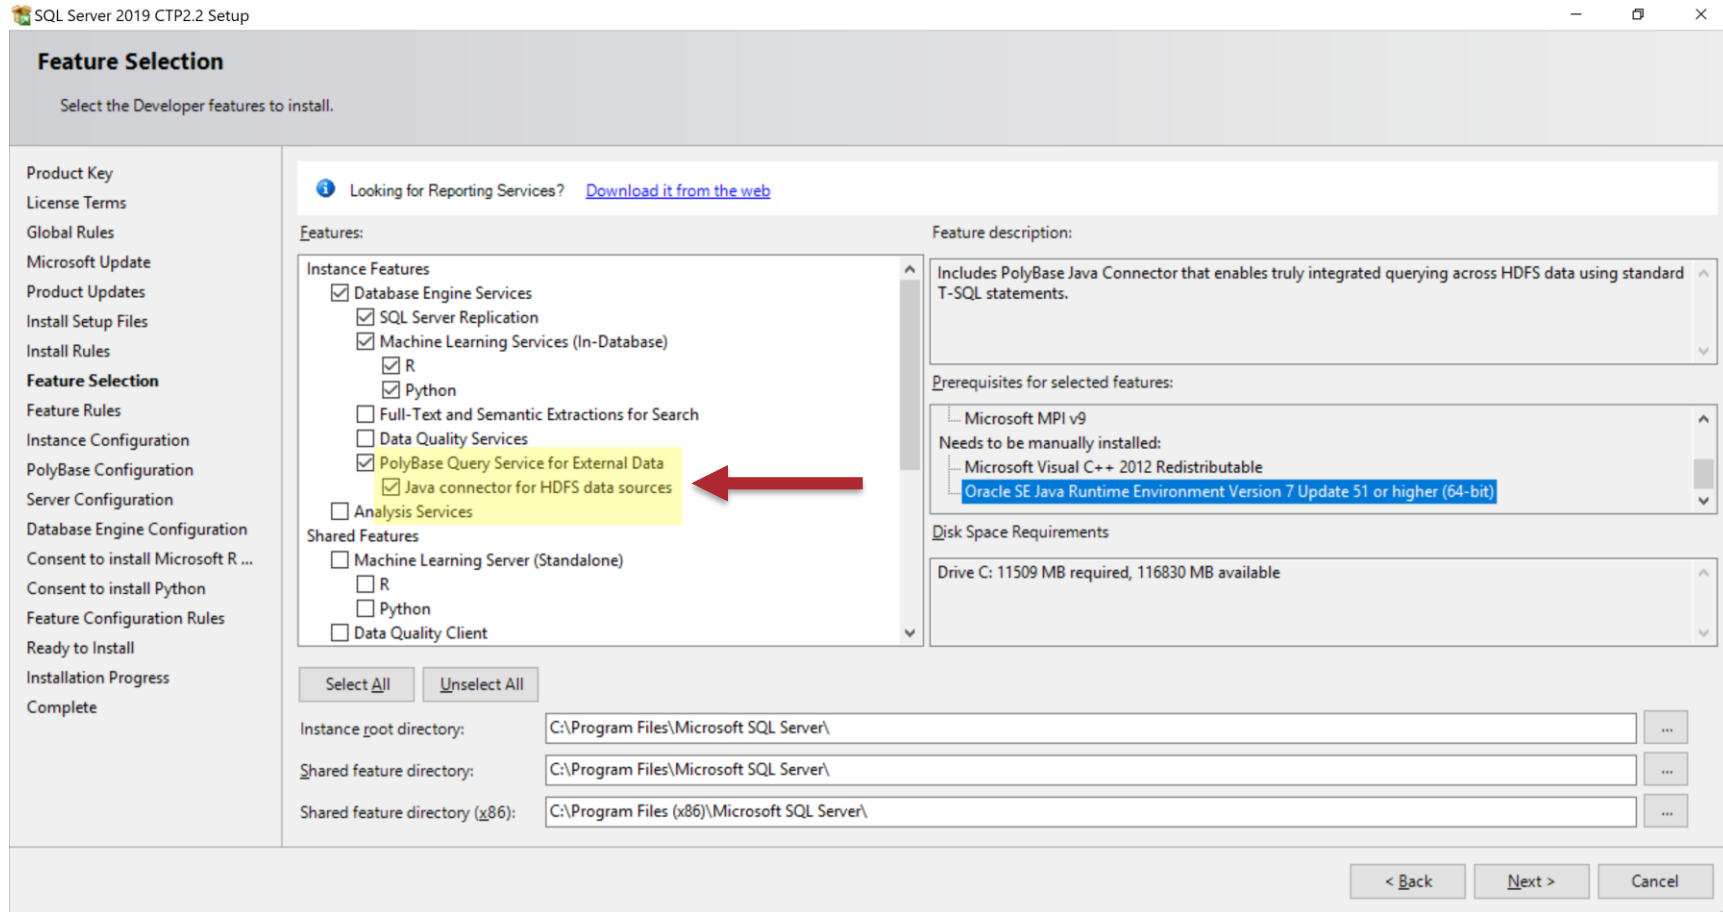 SQL Server 2019 CTP2.2 Setup
Feature Selection
Select the Developer features to install.
Product Key
License Terms
Global Rules
Microsoft Update
Product Updates
Install Setup Files
Install Rules
Feature Selection
Feature Rules
Instance Configuration
PolyBase Configuration
Server Configuration
Database Engine Configuration
Consent to install Microsoft R ...
Consent to install Python
Feature Configuration Rules
Ready to Install
Installation Progress
Complete
Looking for Reporting Services? Download it from the web
Features:
Instance Features
Database Engine Services
SQL Server Replication
Machine Learning Services (In-Database)
R
Python
Full-Text and Semantic Extractions for Search
Data Quality Services
PolyBase Query Service for External Data
Java connector for HDFS data sources
Analysis Services
Shared Features
Machine Learning Server (Standalone)
R
Python
Data Quality Client
Feature description:
Includes PolyBase Java Connector that enables truly integrated querying across HDFS data using standard
T-SQL statements.
Prerequisites for selected features:
Microsoft MPI v9
Needs to be manually installed:
Microsoft Visual C++ 2012 Redistributable
Oracle SE Java Runtime Environment Version 7 Update 51 or higher (64-bit)
Disk Space Requirements
Drive C: 11509 MB required, 116830 MB available
Select All
Unselect All
Instance root directory:
C:\Program Files\Microsoft SQL Server\
...
Shared feature directory:
C:\Program Files\Microsoft SQL Server\
...
Shared feature directory (x86):
C:\Program Files (x86)\Microsoft SQL Server\
...
< Back
Next >
Cancel